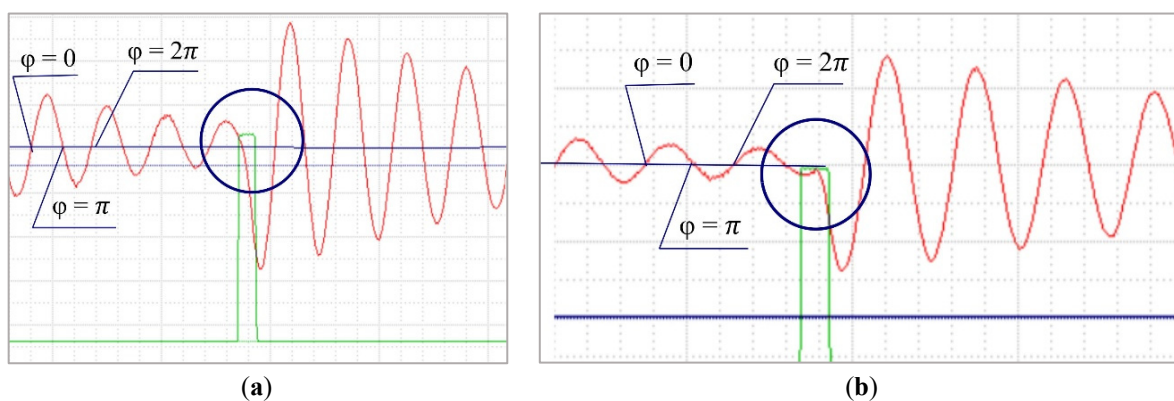 φ = 0
φ = 2π
φ = π
(a)
φ = 0
φ = 2π
φ = π
(b)